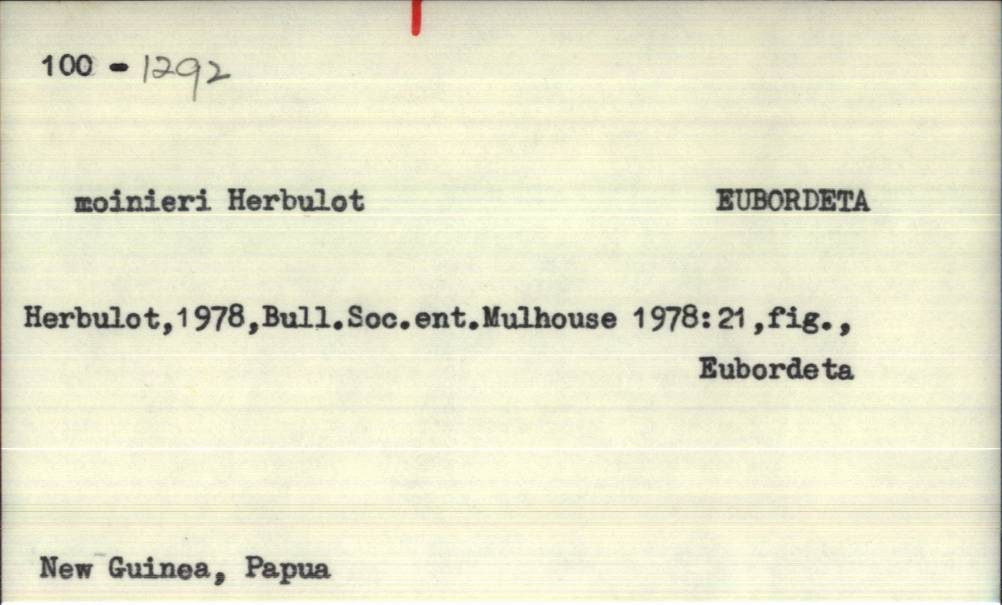 100 - 1292
moinieri Herbulot EUBORDETA
Herbulot,1978,Bull.Soc.ent.Mulhouse 1978:21,fig.,
Eubordeta
New Guinea, Papua